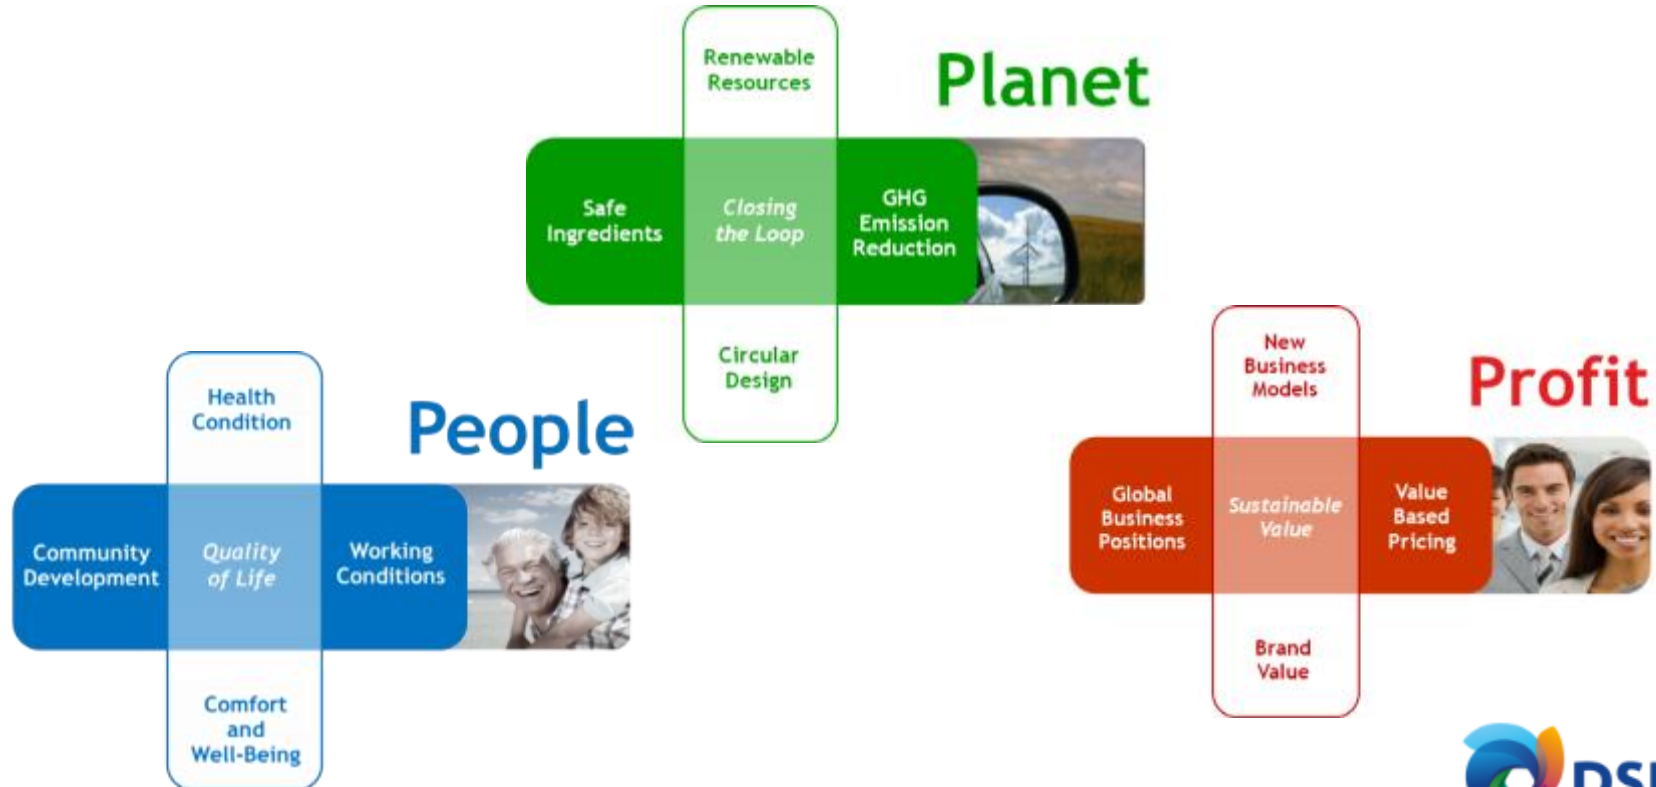 Planet
Renewable
Resources
Safe
Ingredients
Closing
the Loop
GHG
Emission
Reduction
Circular
Design
People
Health
Condition
Community
Development
Quality
of Life
Working
Conditions
Comfort
and
Well-Being
Profit
New
Business
Models
Global
Business
Positions
Sustainable
Value
Value
Based
Pricing
Brand
Value